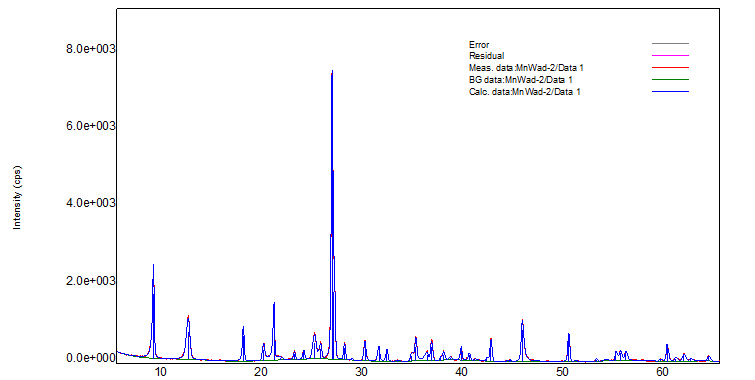 8.0e+003
Error
Residual
Meas. data:MnWad-2/Data 1
BG data:MnWad-2/Data 1
Calc. data:MnWad-2/Data 1
6.0e+003
Intensity (cps)
4.0e+003
2.0e+003
0.0e+000
10 20 30 40 50 60